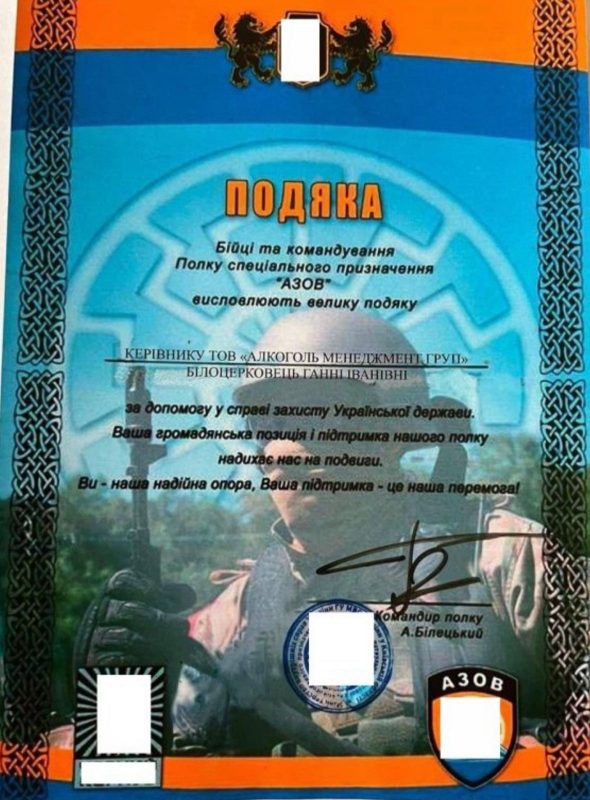 ПОДЯКА
Бійці та командування
Полку спеціального призначення
"АЗОВ"
висловлюють велику подяку
КЕРІВНИКУ ТОВ «АЛКОГОЛЬ МЕНЕДЖМЕНТ ГРУП»
БІЛОЦЕРКОВЕЦЬ ГАННІ ІВАНІВНІ
за допомогу у справі захисту Української держави.
Ваша громадянська позиція і підтримка нашого полку
надихає нас на подвиги.
Ви - наша надійна опора, Ваша підтримка - це наша перемога!
Командир полку
А.Білецький
АЗОВ